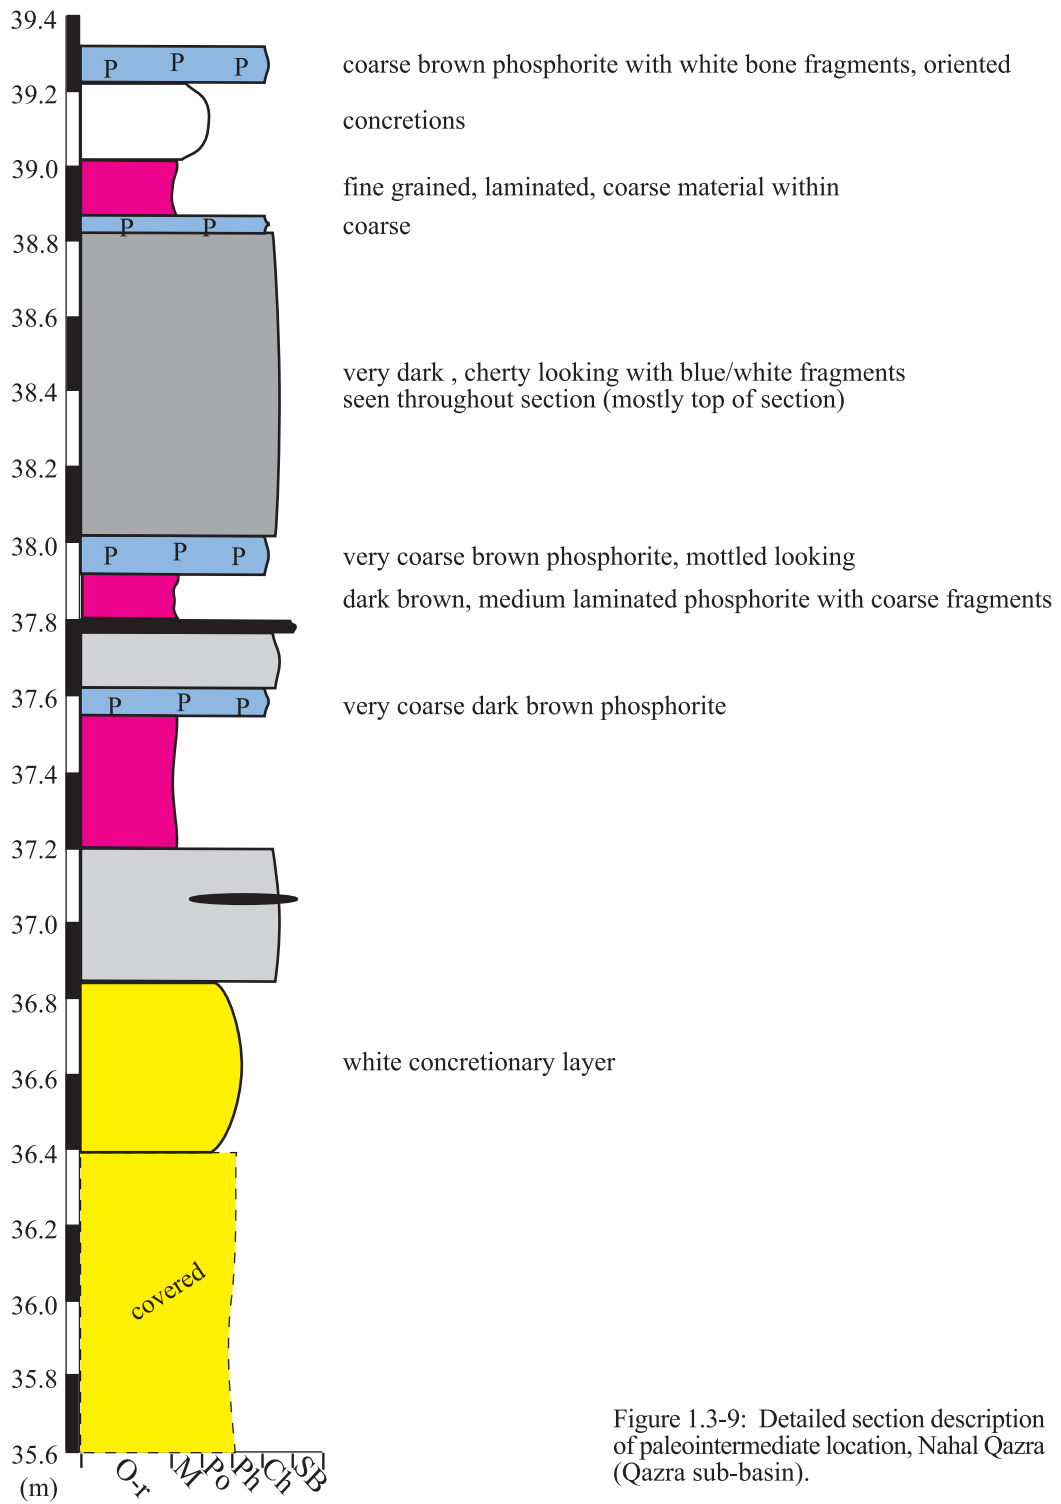 39.4
P P P
coarse brown phosphorite with white bone fragments, oriented
39.2
concretions
39.0
fine grained, laminated, coarse material within
P P
coarse
38.8
38.6
very dark , cherty looking with blue/white fragments
seen throughout section (mostly top of section)
38.4
38.2
38.0
P P P
very coarse brown phosphorite, mottled looking
dark brown, medium laminated phosphorite with coarse fragments
37.8
37.6
P P P
very coarse dark brown phosphorite
37.4
37.2
37.0
36.8
white concretionary layer
36.6
36.4
36.2
covered
36.0
35.8
35.6
(m)
O-r M Po Ph Ch SB
Figure 1.3-9: Detailed section description
of paleointermediate location, Nahal Qazra
(Qazra sub-basin).